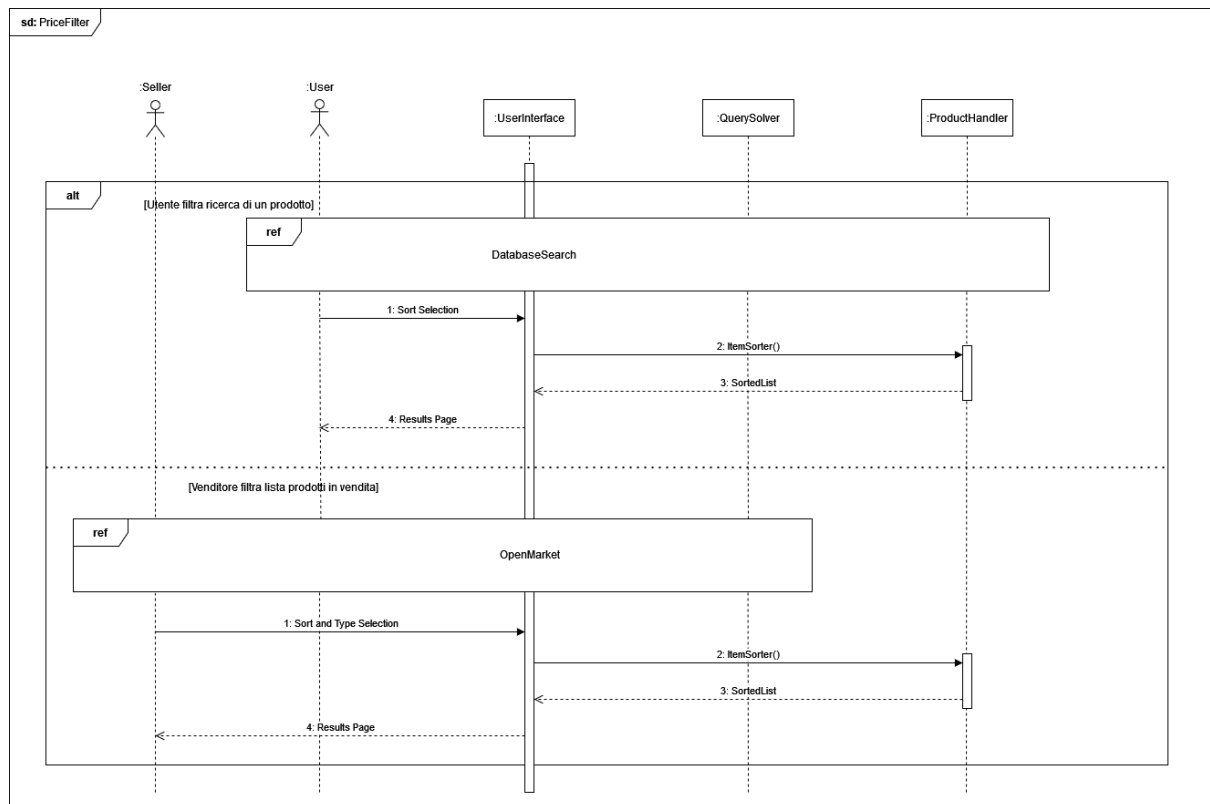 sd: PriceFilter
:Seller
:User
:UserInterface
:QuerySolver
:ProductHandler
alt
[Utente filtra ricerca di un prodotto]
ref
DatabaseSearch
1: Sort Selection
2: ItemSorter()
3: SortedList
4: Results Page
[Venditore filtra lista prodotti in vendita]
ref
OpenMarket
1: Sort and Type Selection
2: ItemSorter()
3: SortedList
4: Results Page